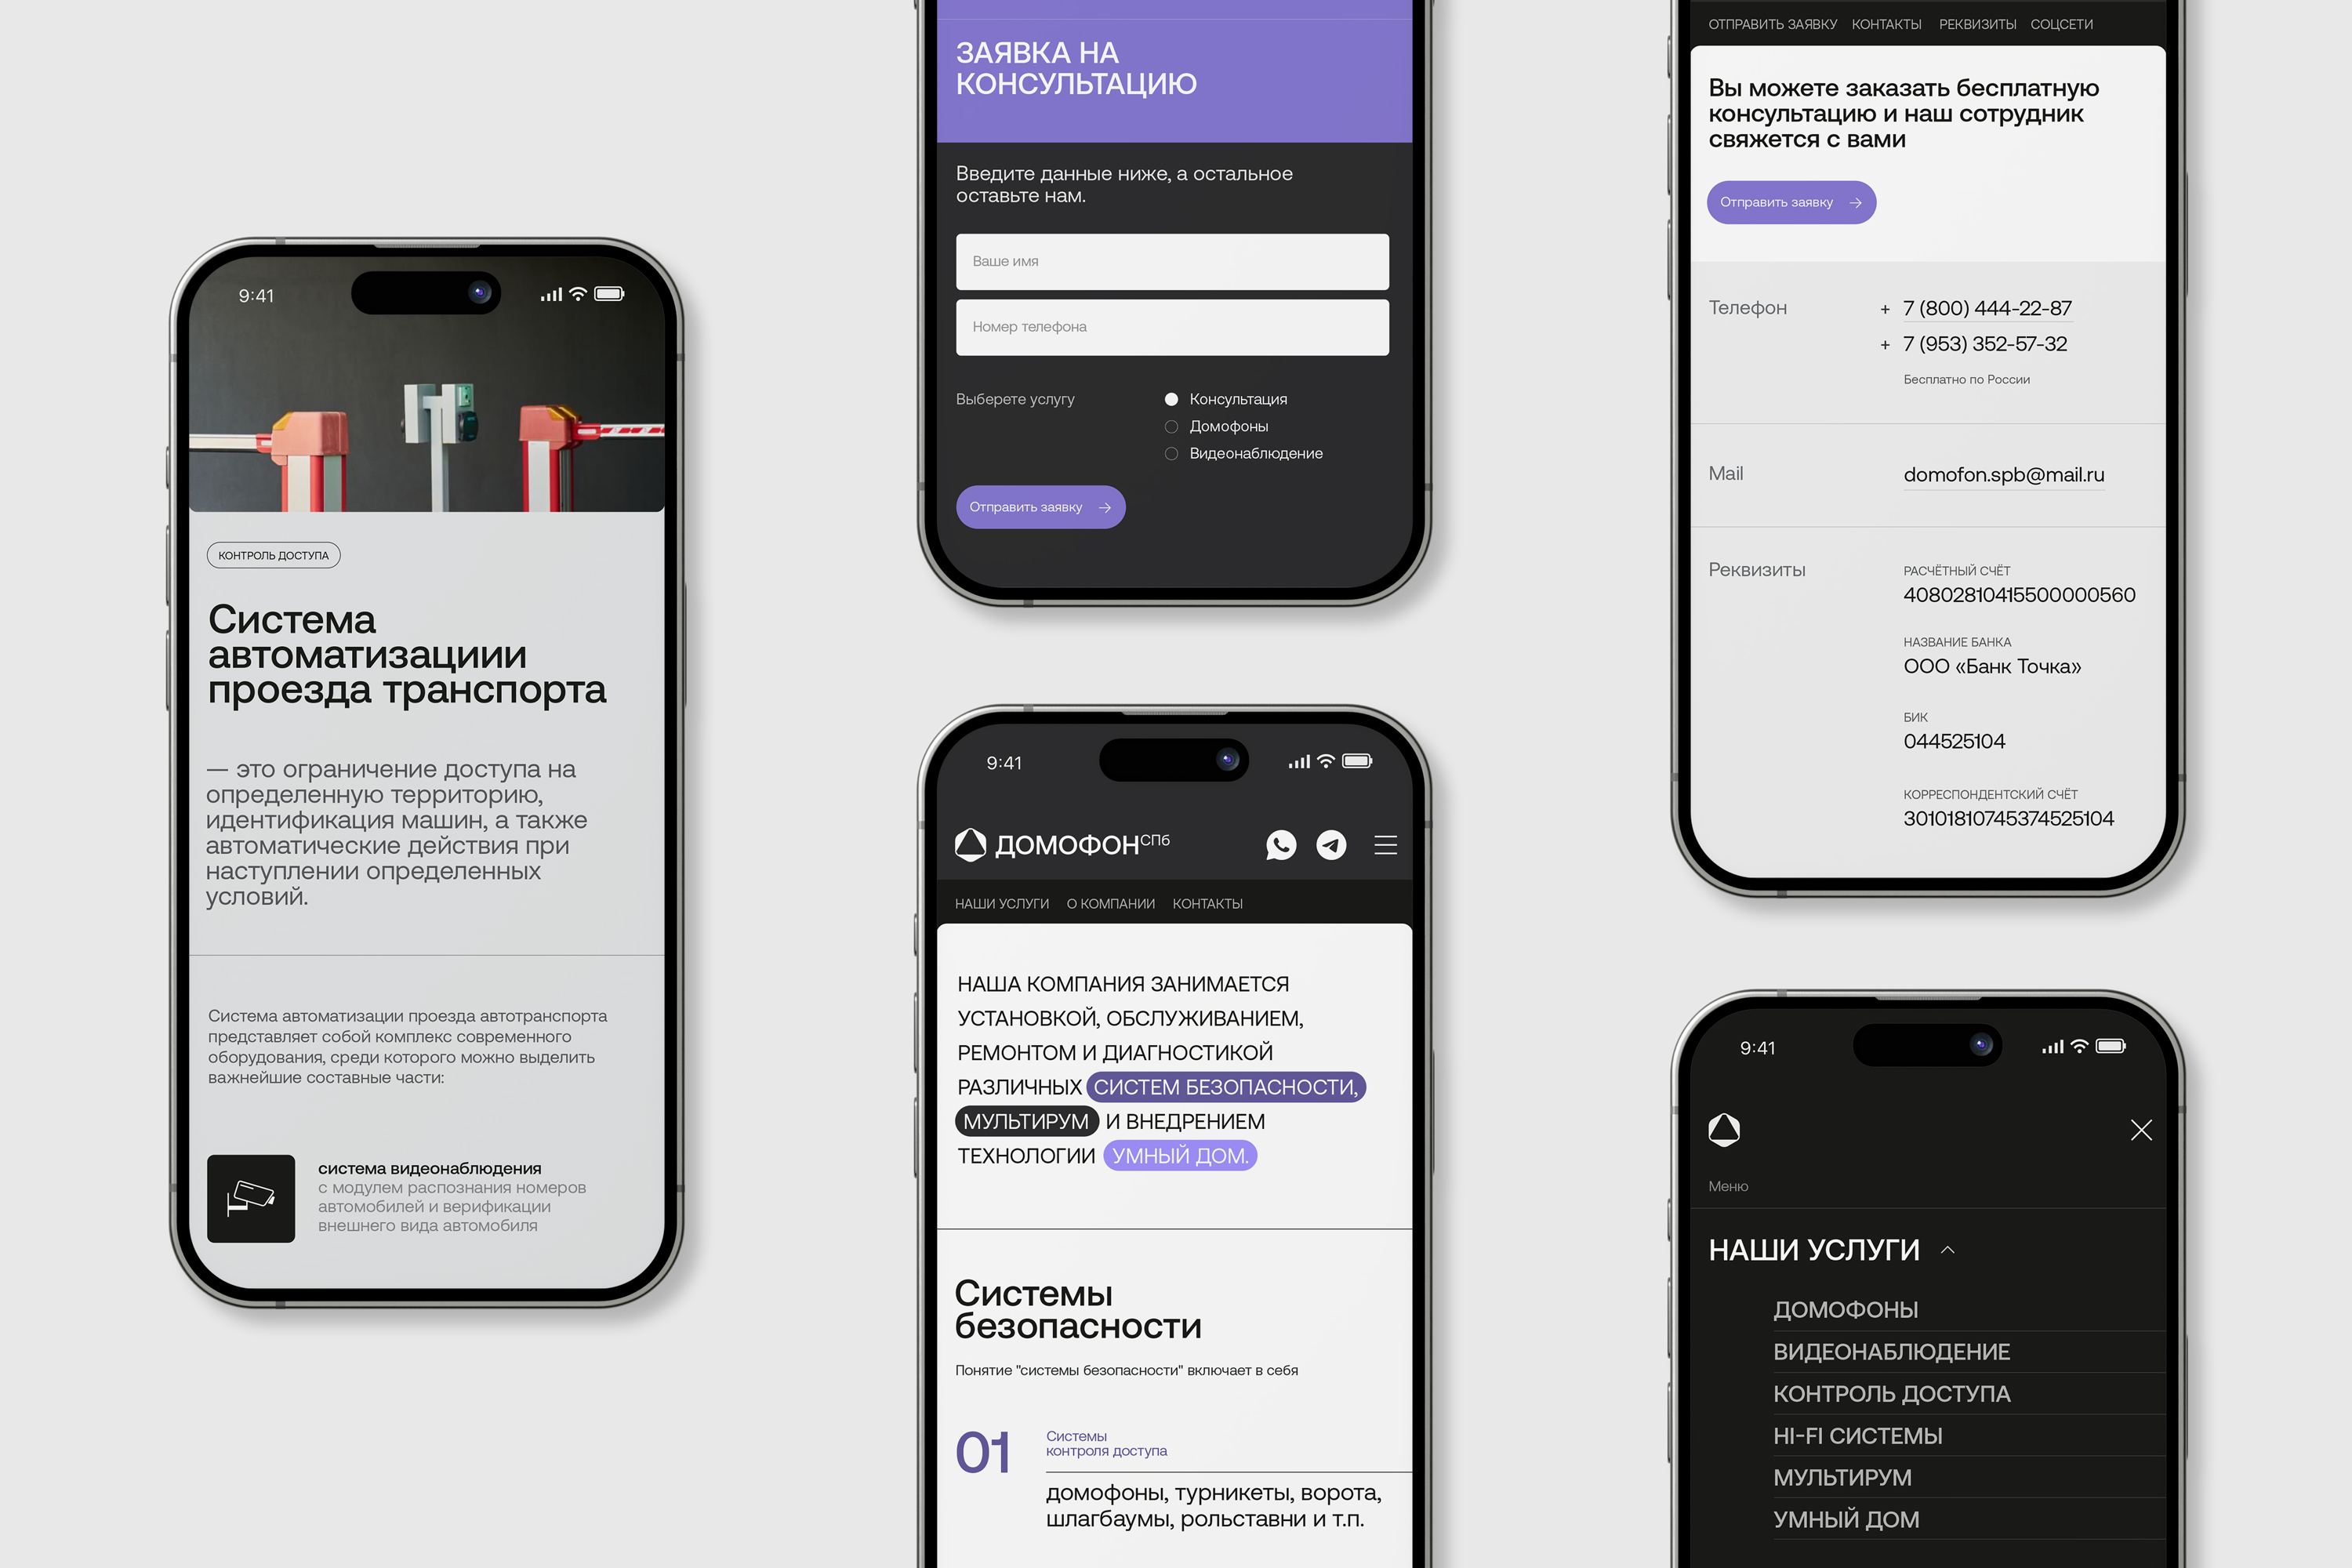 9:41
КОНТРОЛЬ ДОСТУПА
Система
автоматизациии
проезда транспорта
— это ограничение доступа на
определенную территорию,
идентификация машин, а также
автоматические действия при
наступлении определенных
условий.
Система автоматизации проезда автотранспорта
представляет собой комплекс современного
оборудования, среди которого можно выделить
важнейшие составные части:
система видеонаблюдения
с модулем распознания номеров
автомобилей и верификации
внешнего вида автомобиля
ЗАЯВКА НА
КОНСУЛЬТАЦИЮ
Введите данные ниже, а остальное
оставьте нам.
Ваше имя
Номер телефона
Выберете услугу
Консультация
Домофоны
Видеонаблюдение
Отправить заявку
9:41
ДОМОФОН СПб
НАШИ УСЛУГИ О КОМПАНИИ КОНТАКТЫ
НАША КОМПАНИЯ ЗАНИМАЕТСЯ
УСТАНОВКОЙ, ОБСЛУЖИВАНИЕМ,
РЕМОНТОМ И ДИАГНОСТИКОЙ
РАЗЛИЧНЫХ СИСТЕМ БЕЗОПАСНОСТИ,
МУЛЬТИРУМ И ВНЕДРЕНИЕМ
ТЕХНОЛОГИИ УМНЫЙ ДОМ.
Системы
безопасности
Понятие "системы безопасности" включает в себя
01
Системы
контроля доступа
домофоны, турникеты, ворота,
шлагбаумы, рольставни и т.п.
ОТПРАВИТЬ ЗАЯВКУ КОНТАКТЫ РЕКВИЗИТЫ СОЦСЕТИ
Вы можете заказать бесплатную
консультацию и наш сотрудник
свяжется с вами
Отправить заявку
Телефон
+ 7 (800) 444-22-87
+ 7 (953) 352-57-32
Бесплатно по России
Mail
domofon.spb@mail.ru
Реквизиты
РАСЧЁТНЫЙ СЧЁТ
40802810415500000560
НАЗВАНИЕ БАНКА
ООО «Банк Точка»
БИК
044525104
КОРРЕСПОНДЕНТСКИЙ СЧЁТ
30101810745374525104
9:41
Меню
НАШИ УСЛУГИ
ДОМОФОНЫ
ВИДЕОНАБЛЮДЕНИЕ
КОНТРОЛЬ ДОСТУПА
HI-FI СИСТЕМЫ
МУЛЬТИРУМ
УМНЫЙ ДОМ